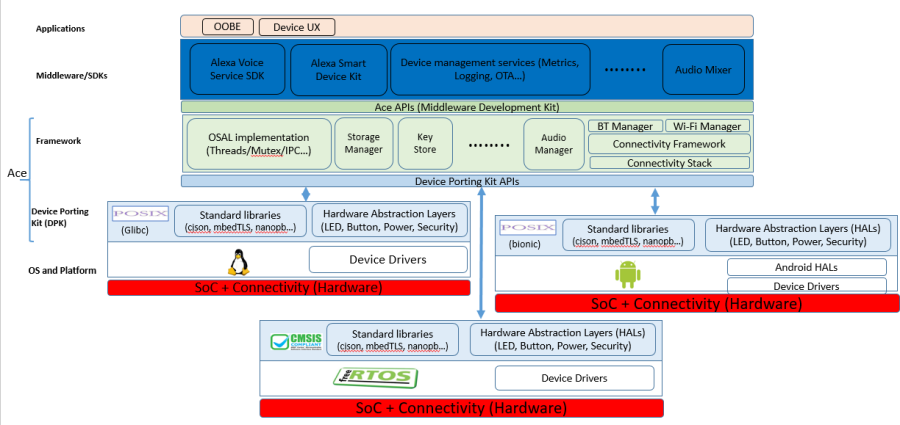 Applications
OOBE
Device UX
Middleware/SDKs
Alexa Voice
Service SDK
Alexa Smart
Device Kit
Device management services (Metrics,
Logging, OTA...)
........
Audio Mixer
Ace APIs (Middleware Development Kit)
Ace
Framework
OSAL implementation
(Threads/Mutex/IPC...)
Storage
Manager
Key
Store
........
Audio
Manager
BT Manager
Wi-Fi Manager
Connectivity Framework
Connectivity Stack
Device Porting Kit APIs
Device Porting
Kit (DPK)
POSIX
(Glibc)
Standard libraries
(cjson, mbedTLS, nanopb...)
Hardware Abstraction Layers
(LED, Button, Power, Security)
OS and Platform
Device Drivers
SoC + Connectivity (Hardware)
POSIX
(bionic)
Standard libraries
(cjson, mbedTLS, nanopb...)
Hardware Abstraction Layers (HALs)
(LED, Button, Power, Security)
Android HALs
Device Drivers
SoC + Connectivity (Hardware)
CMSIS
COMPLIANT
Standard libraries
(cjson, mbedTLS, nanopb...)
Hardware Abstraction Layers (HALs)
(LED, Button, Power, Security)
free RTOS
Device Drivers
SoC + Connectivity (Hardware)